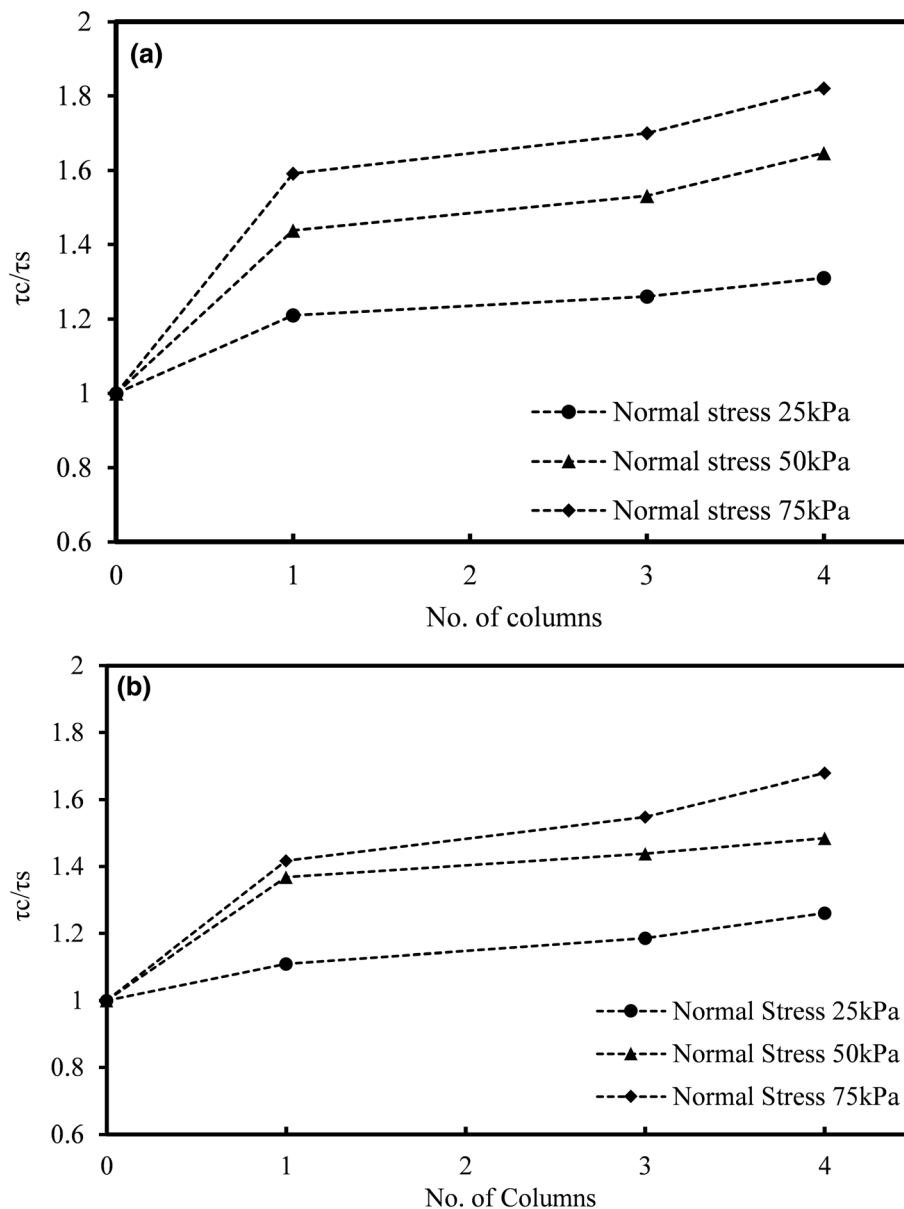 (a)
2
1.8
1.6
1.4
1.2
1
0.8
0.6
τc/τs
0 1 2 3 4
No. of columns
Normal stress 25kPa
Normal stress 50kPa
Normal stress 75kPa
(b)
2
1.8
1.6
1.4
1.2
1
0.8
0.6
τc/τs
0 1 2 3 4
No. of Columns
Normal Stress 25kPa
Normal Stress 50kPa
Normal Stress 75kPa